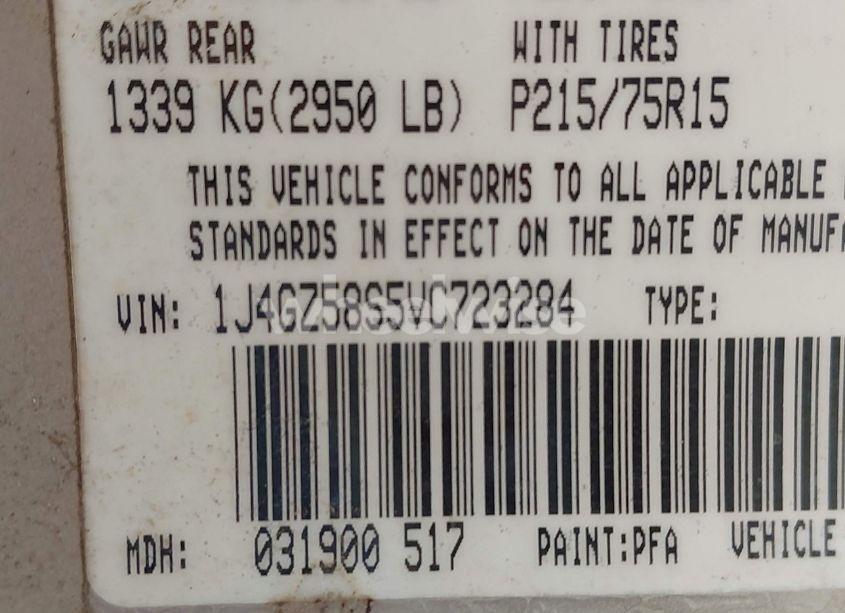 GAWR REAR WITH TIRES
1339 KG(2950 LB) P215/75R15
THIS VEHICLE CONFORMS TO ALL APPLICABLE
STANDARDS IN EFFECT ON THE DATE OF MANUFA
VIN: 1J4GZ58S5VC723284 TYPE:
MDH: 031900 517 PAINT:PFA VEHICLE